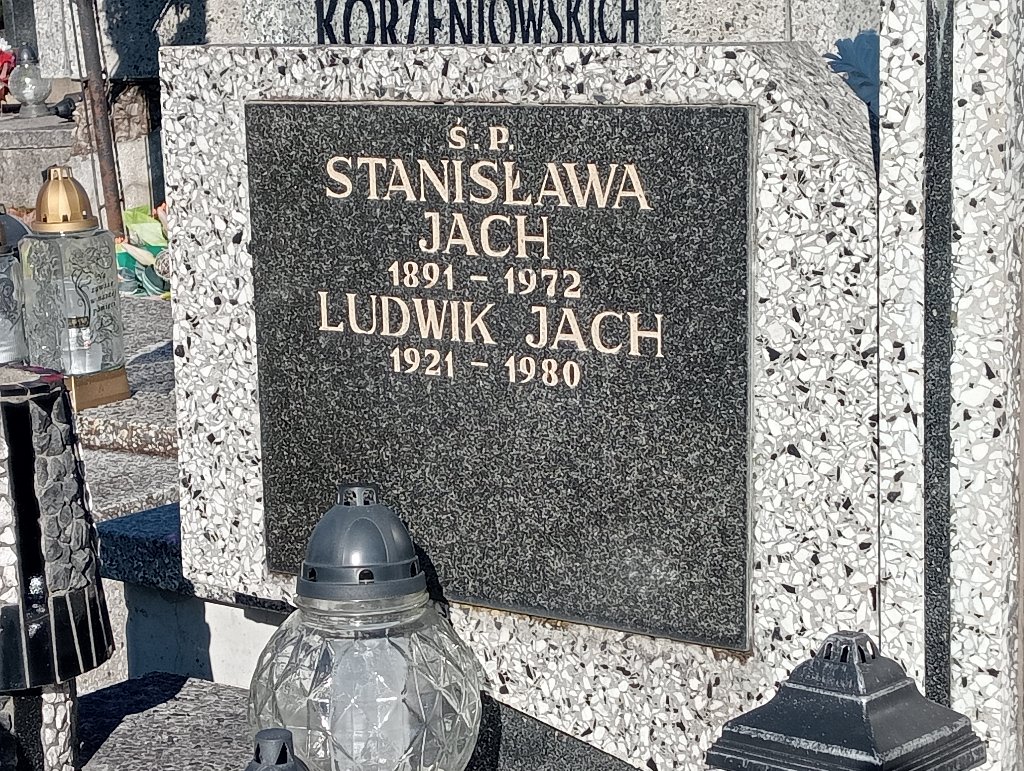 KORZENIOWSKICH
Ś. P.
STANISŁAWA
JACH
1891 – 1972
LUDWIK JACH
1921 – 1980